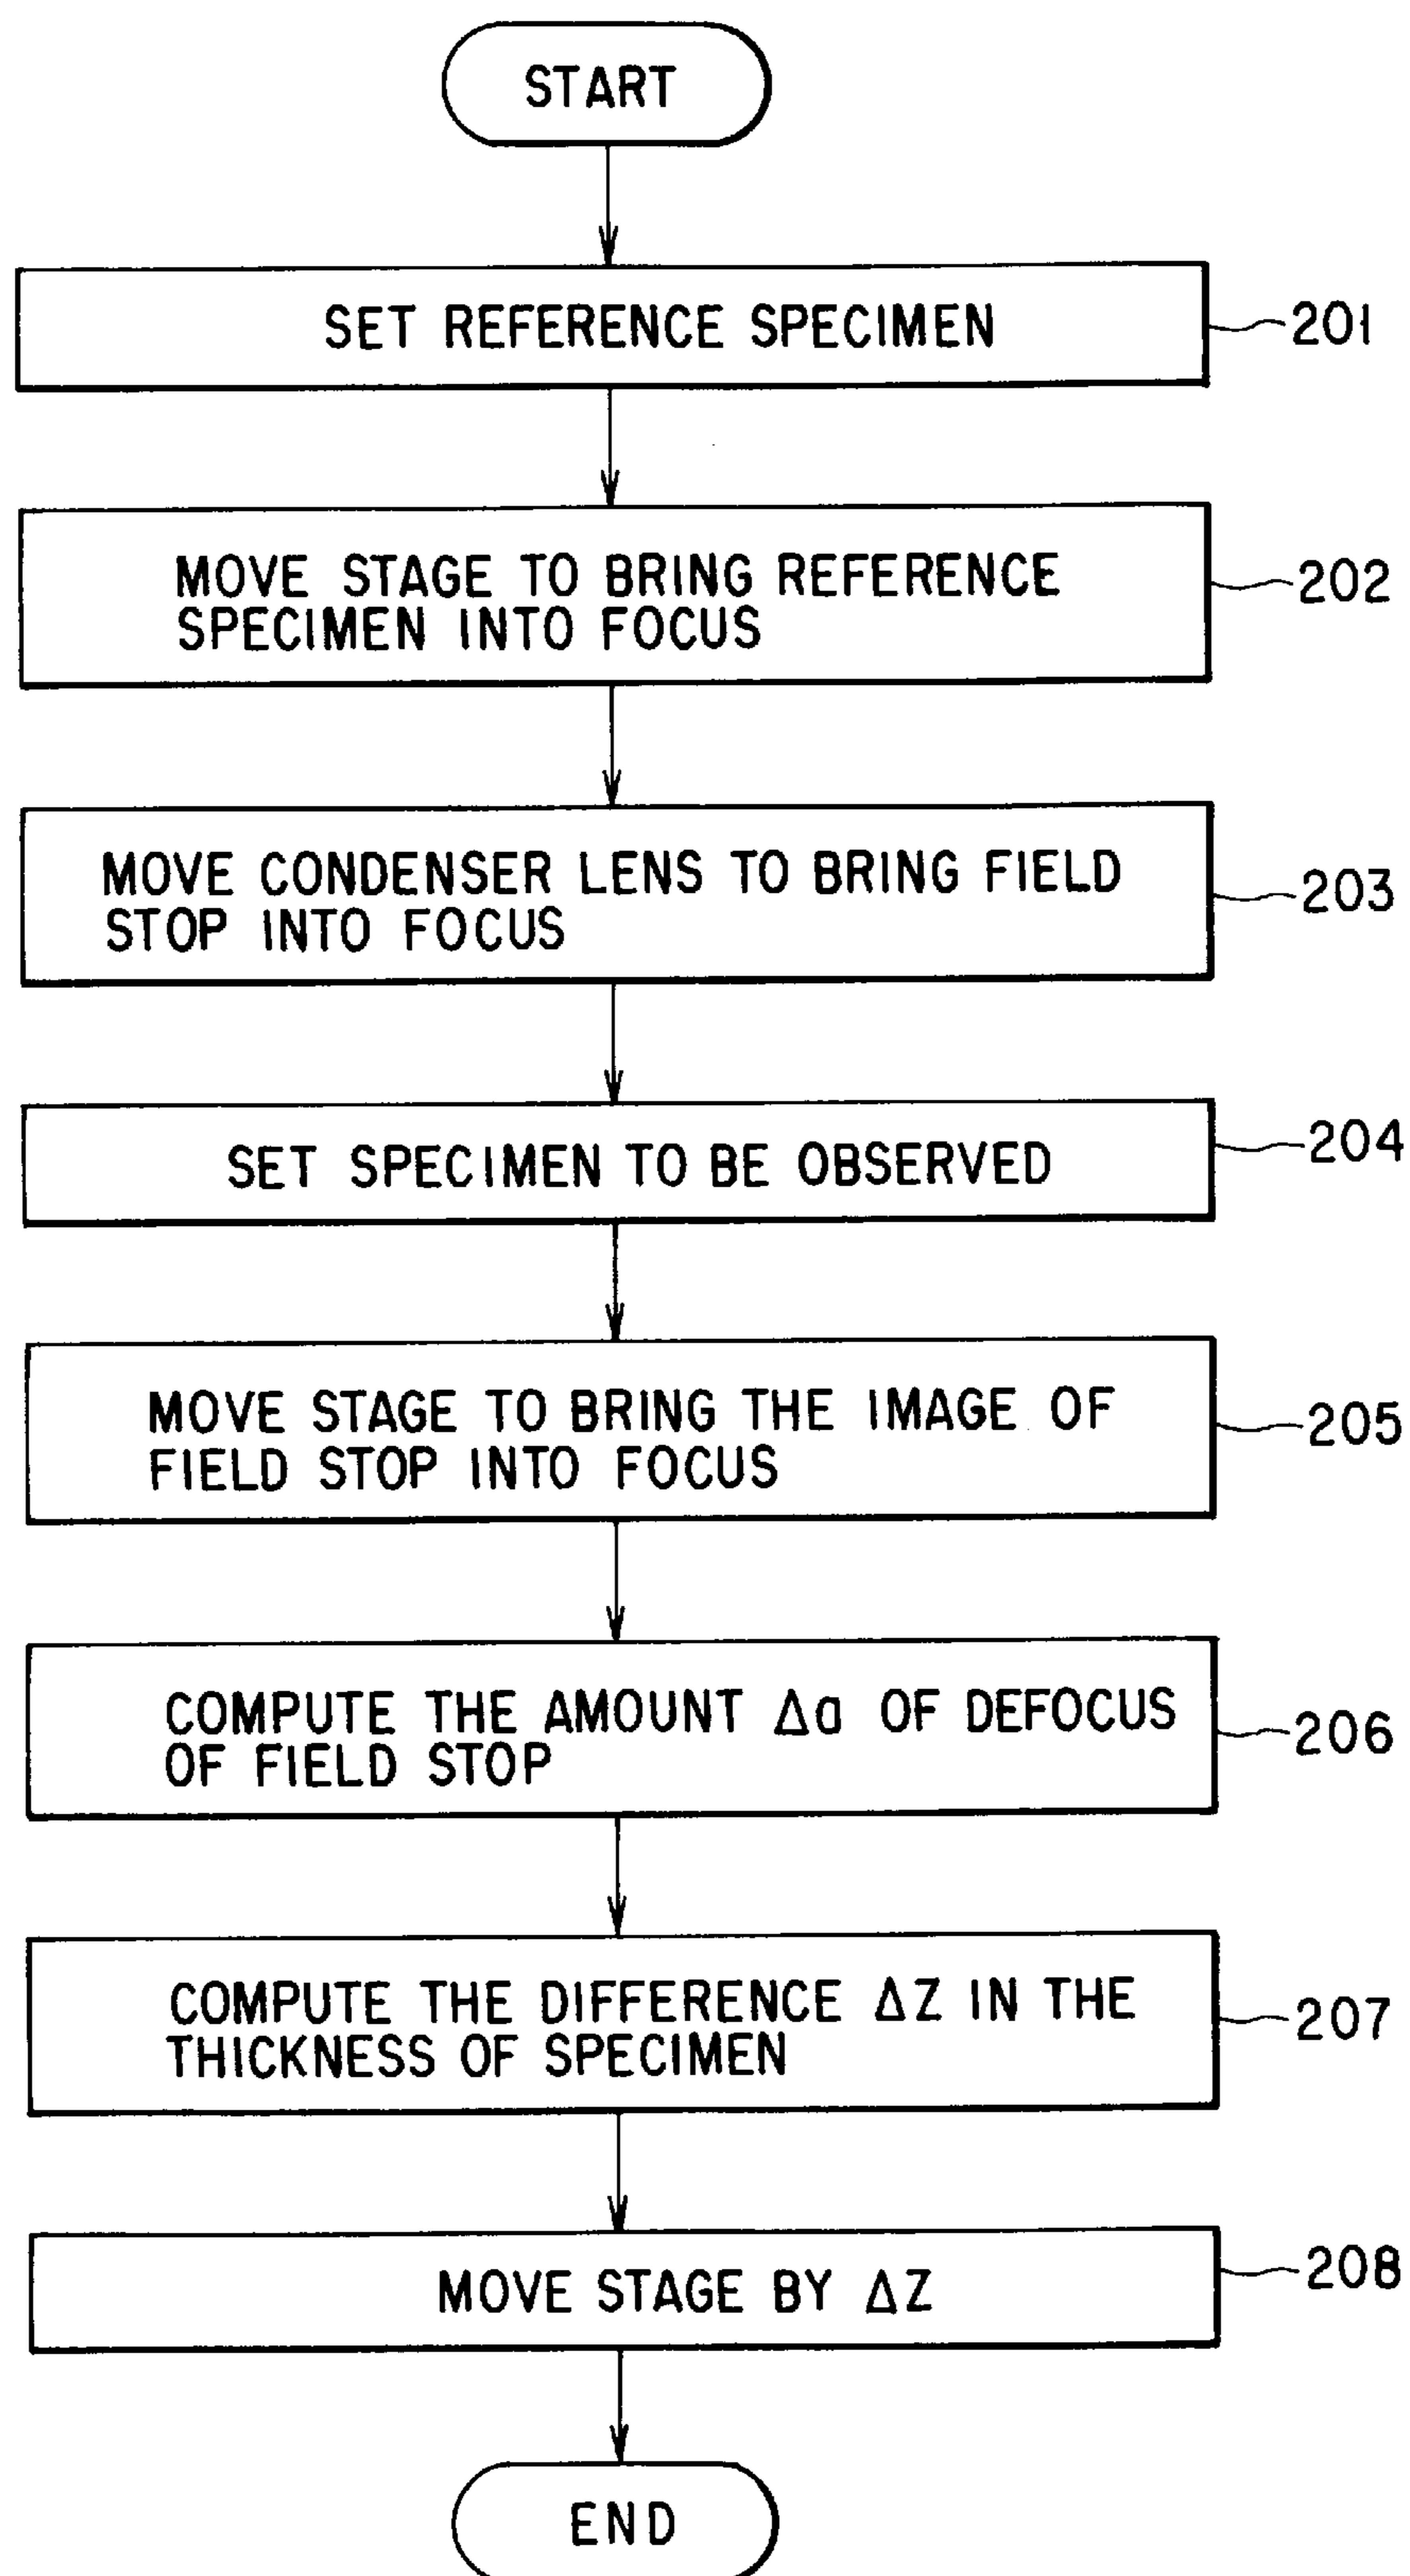 START
SET REFERENCE SPECIMEN
201
MOVE STAGE TO BRING REFERENCE
SPECIMEN INTO FOCUS
202
MOVE CONDENSER LENS TO BRING FIELD
STOP INTO FOCUS
203
SET SPECIMEN TO BE OBSERVED
204
MOVE STAGE TO BRING THE IMAGE OF
FIELD STOP INTO FOCUS
205
COMPUTE THE AMOUNT Δa OF DEFOCUS
OF FIELD STOP
206
COMPUTE THE DIFFERENCE ΔZ IN THE
THICKNESS OF SPECIMEN
207
MOVE STAGE BY ΔZ
208
END